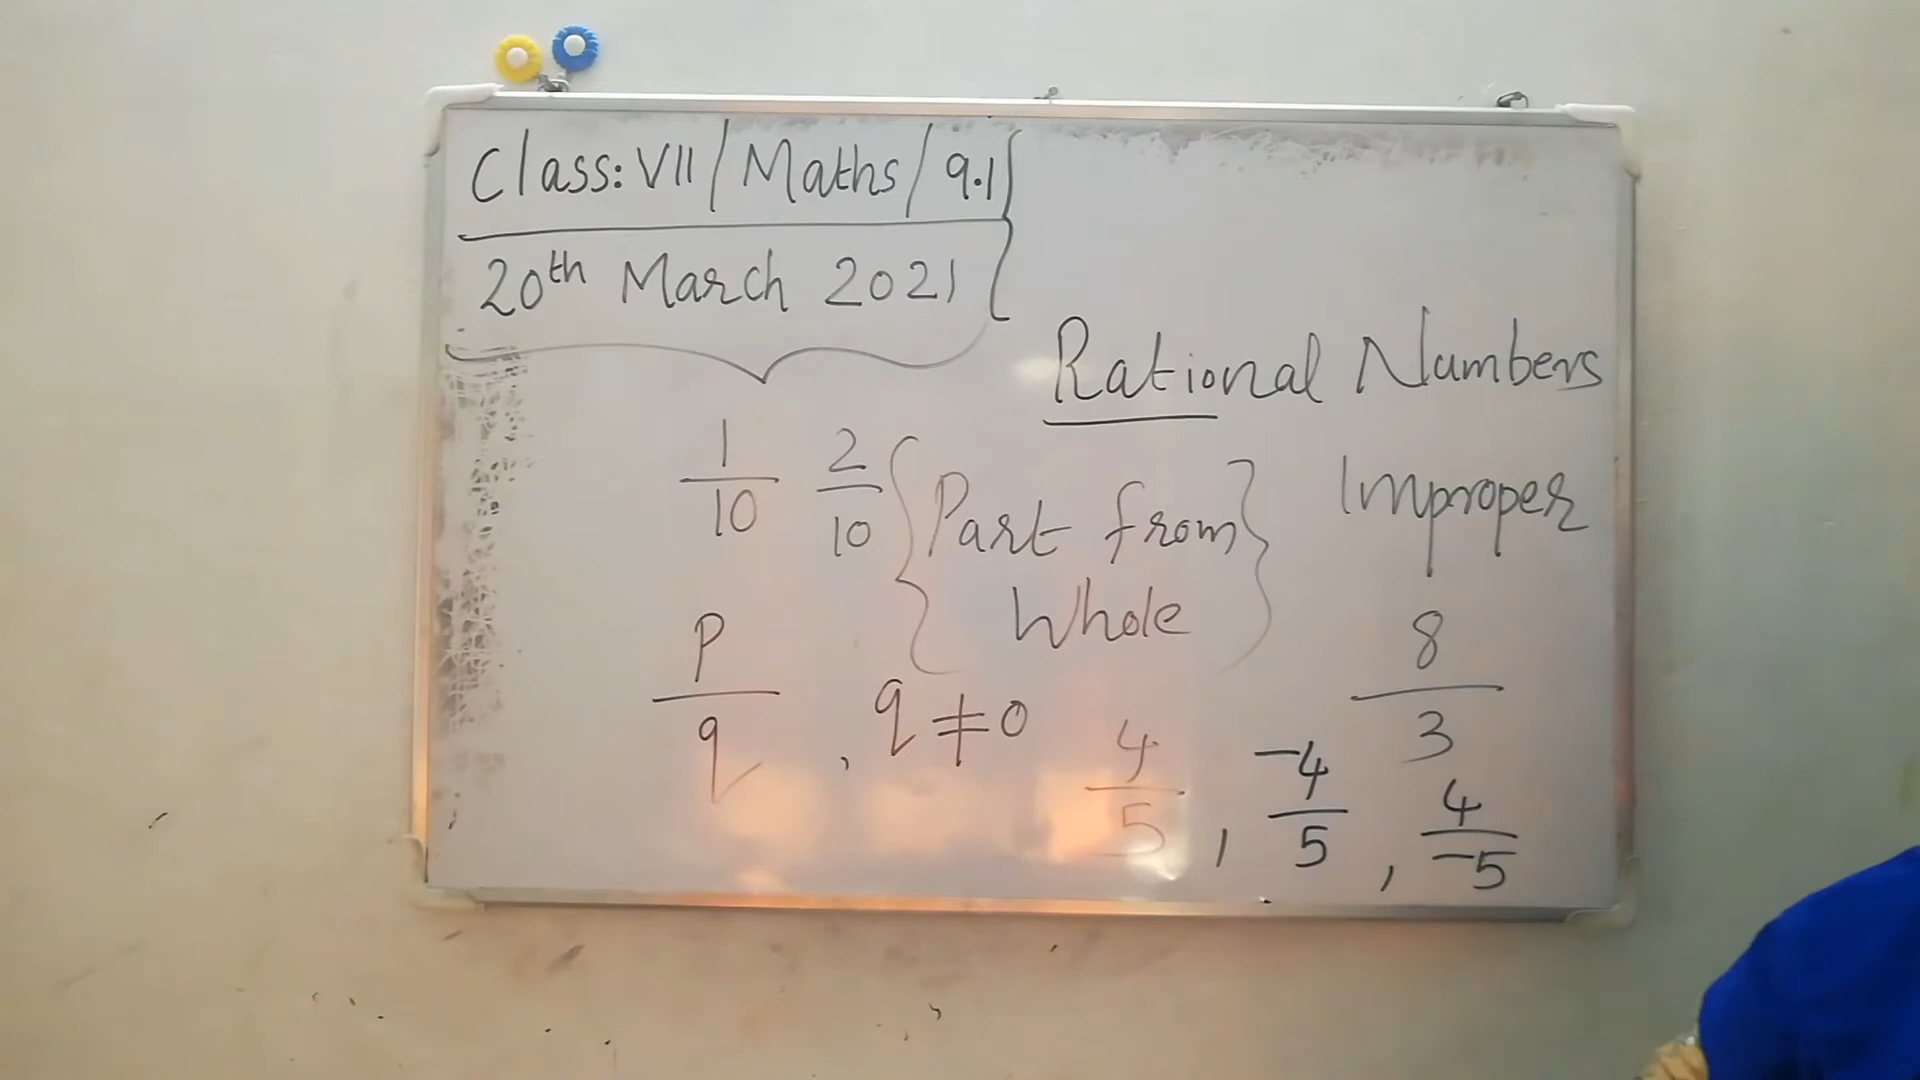 Class: VII / Maths / 9.1
20th March 2021
Rational Numbers
1/10 2/10 { Part from Whole }
Improper
8/3
p/q , q ≠ 0
4/5 , -4/5 , 4/-5